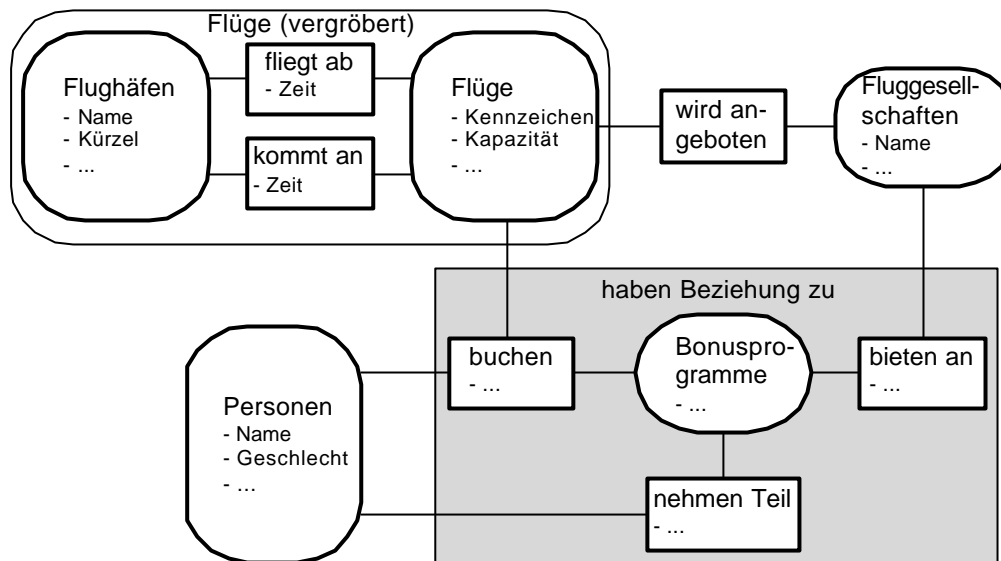 Flüge (vergröbert)
Flughäfen
- Name
- Kürzel
- ...
fliegt ab
- Zeit
kommt an
- Zeit
Flüge
- Kennzeichen
- Kapazität
- ...
wird an-
geboten
Fluggesell-
schaften
- Name
- ...
haben Beziehung zu
buchen
- ...
Bonuspro-
gramme
- ...
bieten an
- ...
Personen
- Name
- Geschlecht
- ...
nehmen Teil
- ...